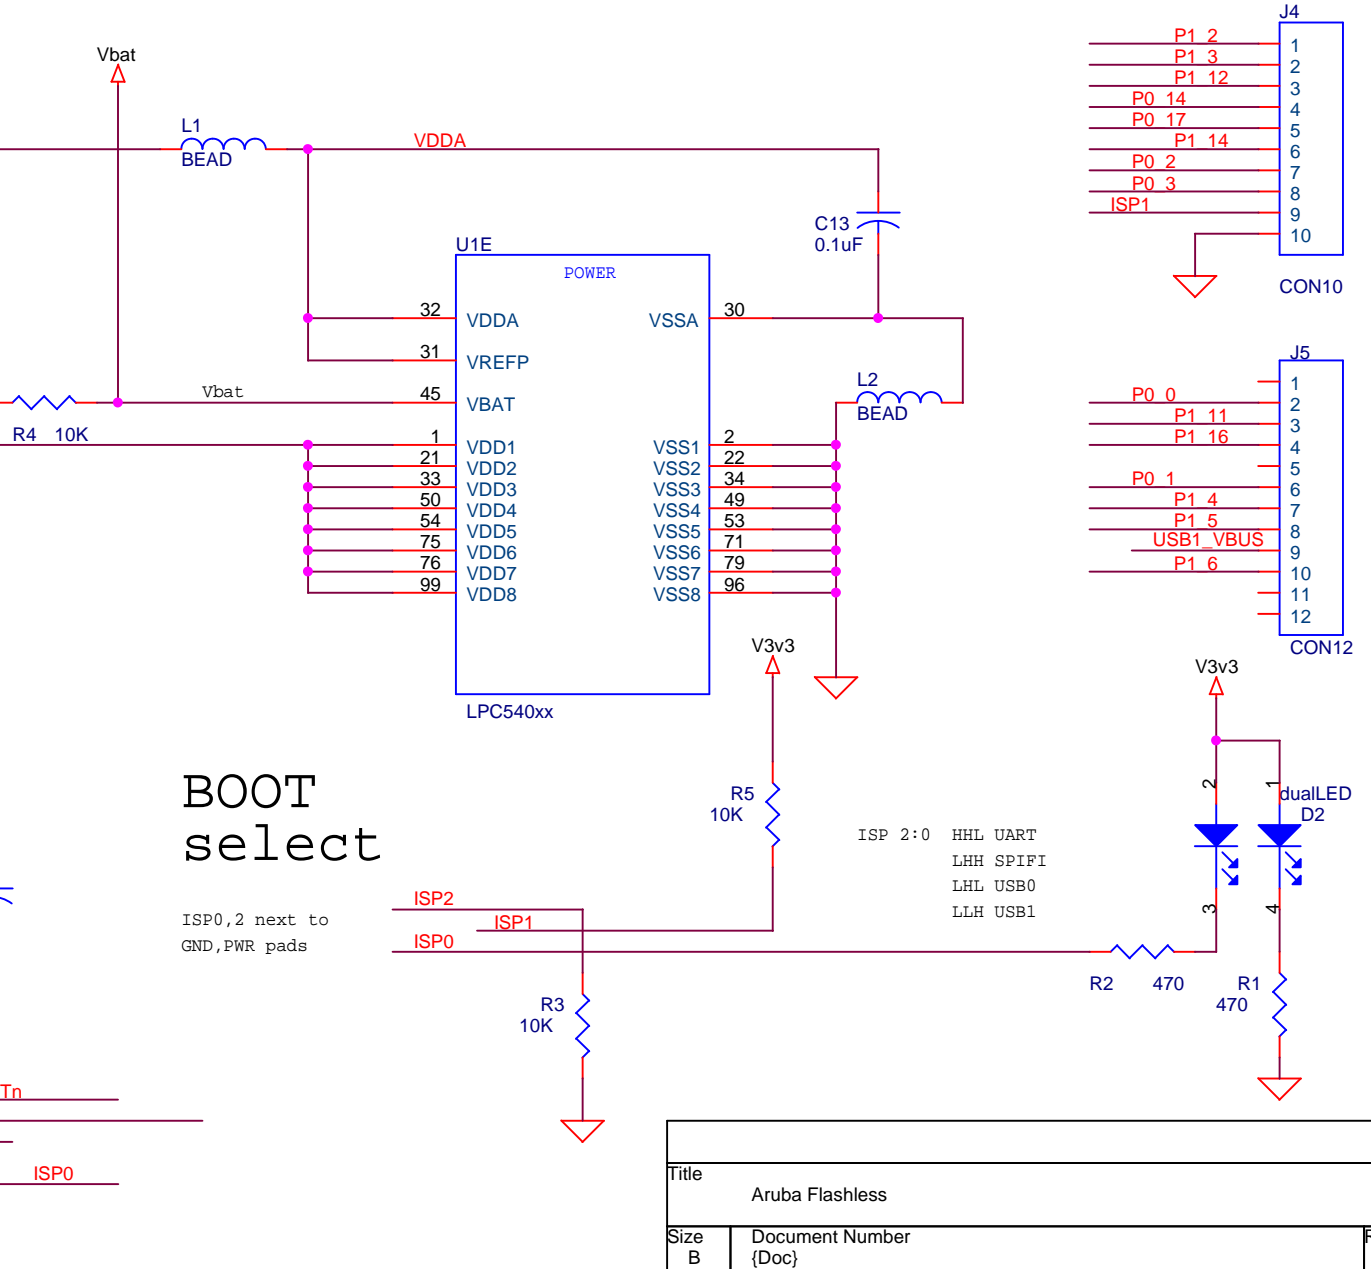 Vbat
L1
BEAD
VDDA
C13
0.1uF
U1E
POWER
32 VDDA
31 VREFP
Vbat
45 VBAT
R4 10K
1 VDD1
21 VDD2
33 VDD3
50 VDD4
54 VDD5
75 VDD6
76 VDD7
99 VDD8
VSSA 30
L2
BEAD
VSS1 2
VSS2 22
VSS3 34
VSS4 49
VSS5 53
VSS6 71
VSS7 79
VSS8 96
LPC540xx
J4
P1_2 1
P1_3 2
P1_12 3
P0_14 4
P0_17 5
P1_14 6
P0_2 7
P0_3 8
ISP1 9
10
CON10
J5
1
P0_0 2
P1_11 3
P1_16 4
5
P0_1 6
P1_4 7
P1_5 8
USB1_VBUS 9
P1_6 10
11
12
CON12
V3v3
R5
10K
V3v3
2
1
dualLED
D2
3
4
BOOT
select
ISP0,2 next to
GND,PWR pads
ISP2
ISP1
ISP0
R3
10K
ISP 2:0 HHL UART
LHH SPIFI
LHL USB0
LLH USB1
R2 470
R1
470
Tn
ISP0
Title
Aruba Flashless
Size
B
Document Number
{Doc}